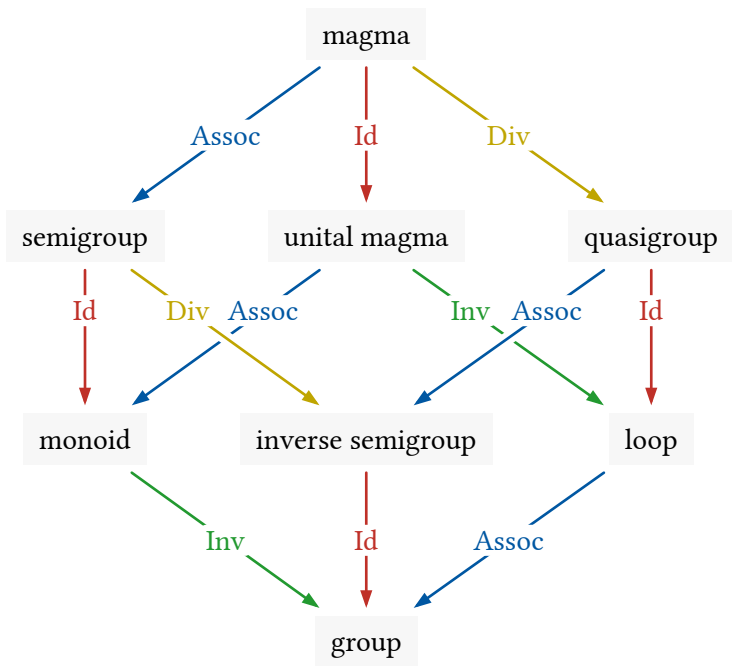 magma
Assoc Id Div
semigroup unital magma quasigroup
Id Div Assoc Inv Assoc Id
monoid inverse semigroup loop
Inv Id Assoc
group